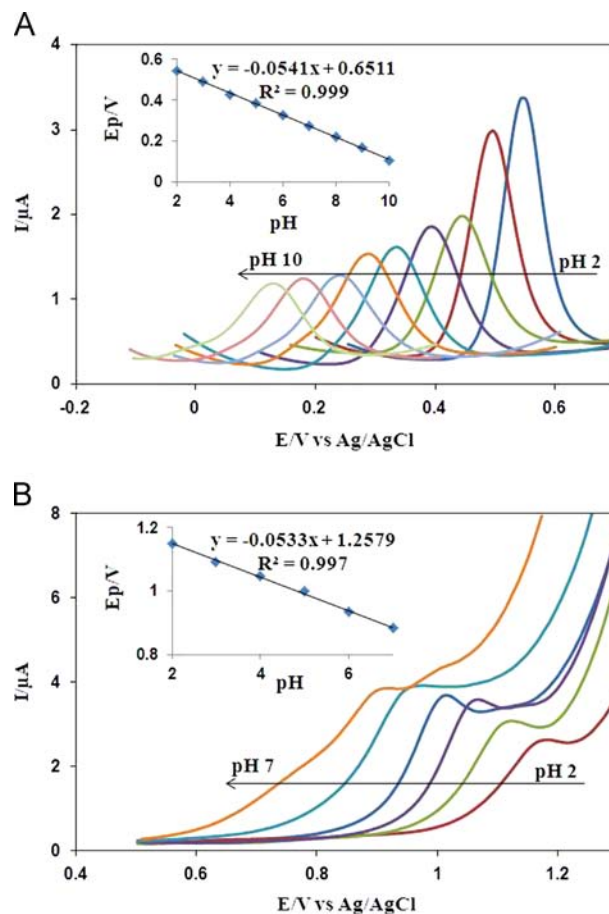 A
4
3
2
1
0
-0.2
0
0.2
0.4
0.6
I/µA
E/V vs Ag/AgCl
0.6
0.4
0.2
0
2
4
6
8
10
Ep/V
pH
y = -0.0541x + 0.6511
R² = 0.999
pH 10
pH 2
B
8
6
4
2
0
0.4
0.6
0.8
1
1.2
I/µA
E/V vs Ag/AgCl
1.2
1
0.8
2
4
6
Ep/V
pH
y = -0.0533x + 1.2579
R² = 0.997
pH 7
pH 2